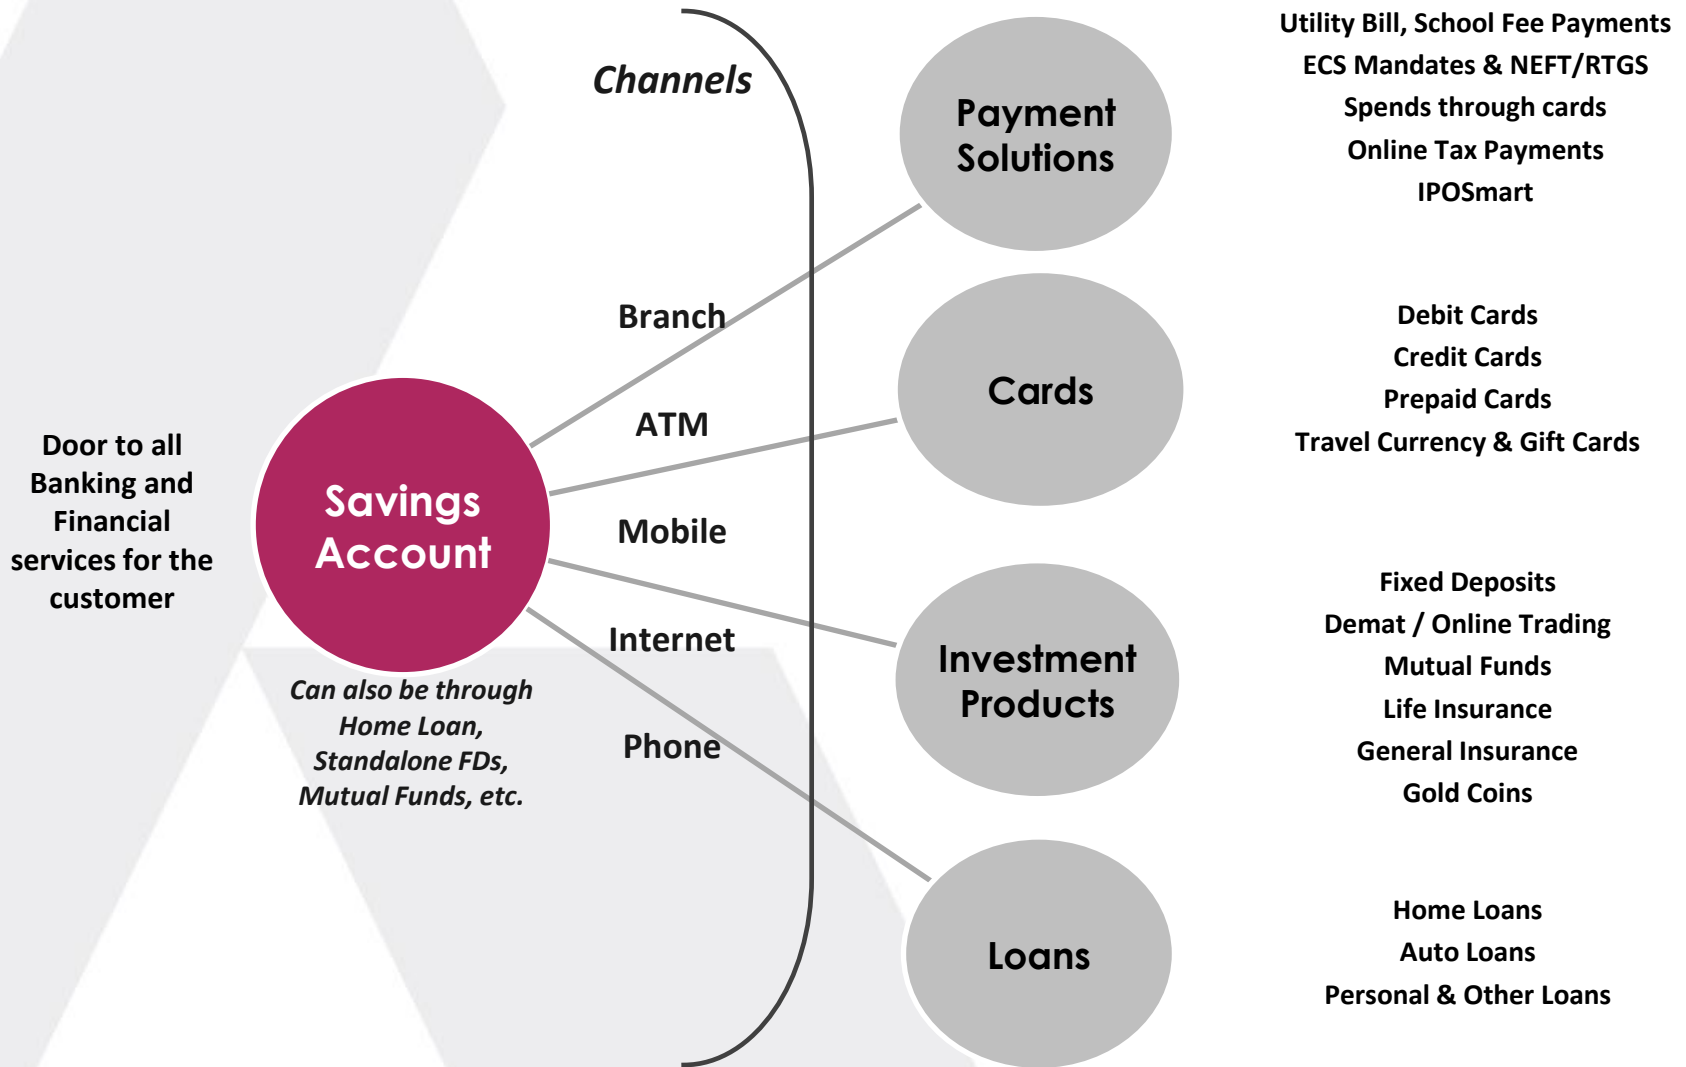 Door to all
Banking and
Financial
services for the
customer
Savings
Account
Can also be through
Home Loan,
Standalone FDs,
Mutual Funds, etc.
Channels
Branch
ATM
Mobile
Internet
Phone
Payment
Solutions
Utility Bill, School Fee Payments
ECS Mandates & NEFT/RTGS
Spends through cards
Online Tax Payments
IPOSmart
Cards
Debit Cards
Credit Cards
Prepaid Cards
Travel Currency & Gift Cards
Investment
Products
Fixed Deposits
Demat / Online Trading
Mutual Funds
Life Insurance
General Insurance
Gold Coins
Loans
Home Loans
Auto Loans
Personal & Other Loans